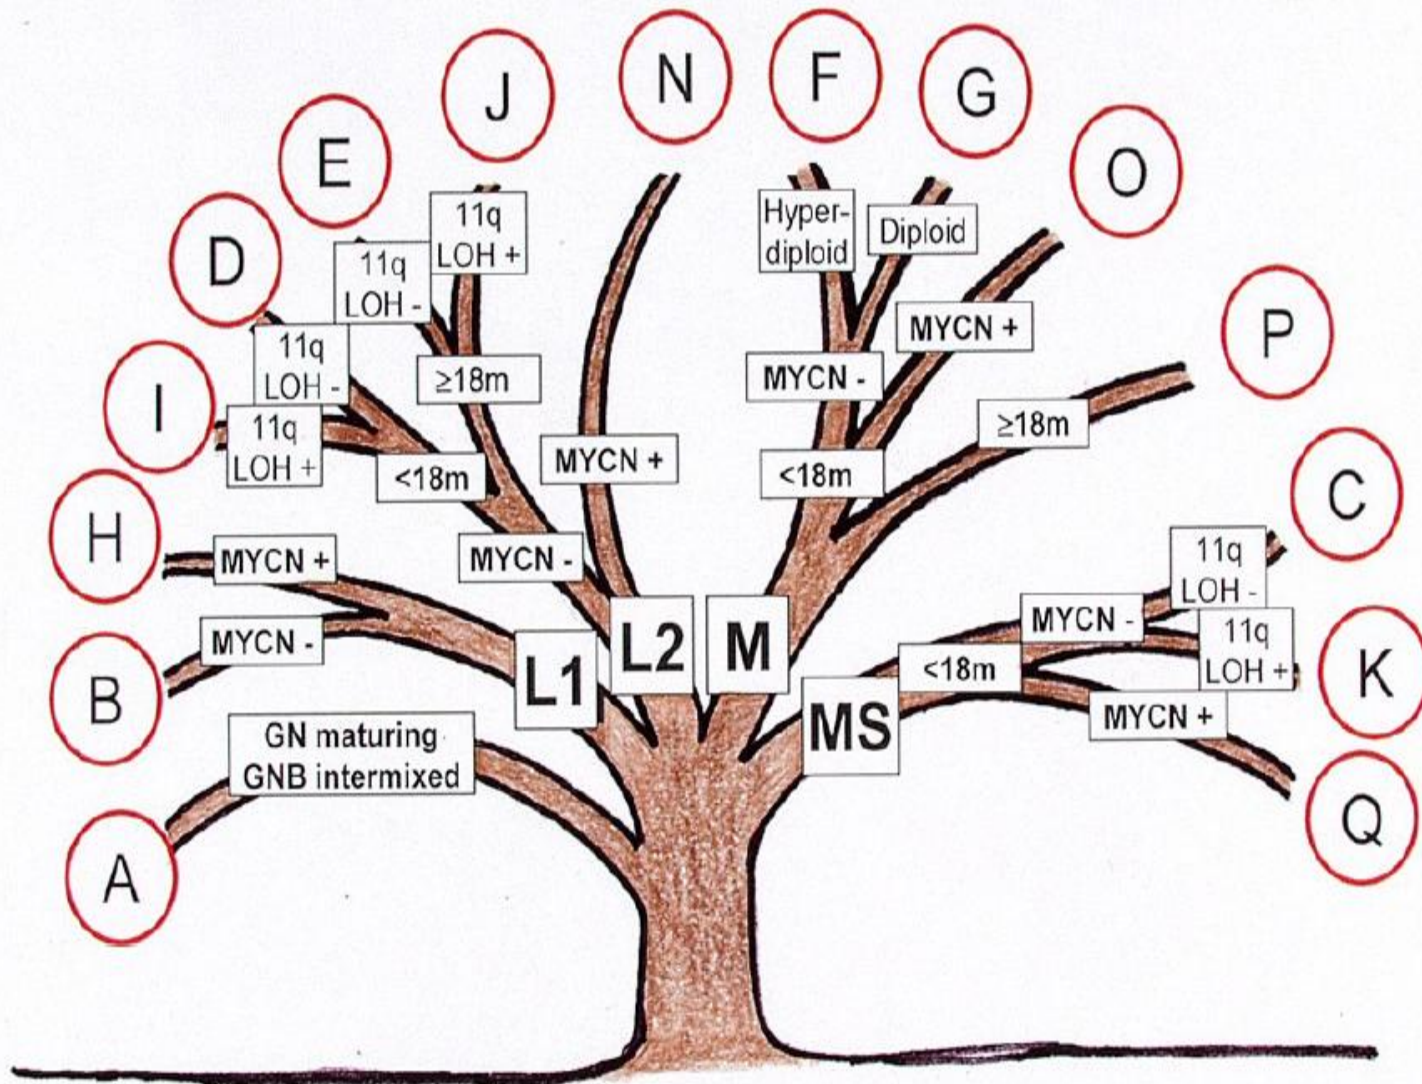 J
N
F
G
E
O
D
P
I
C
H
K
B
Q
A
11q
LOH +
Hyper-
diploid
Diploid
11q
LOH -
MYCN +
11q
LOH -
≥18m
MYCN -
≥18m
11q
LOH +
<18m
MYCN +
<18m
MYCN +
MYCN -
11q
LOH -
MYCN -
L2
M
MYCN -
11q
LOH +
L1
<18m
MS
MYCN +
GN maturing
GNB intermixed